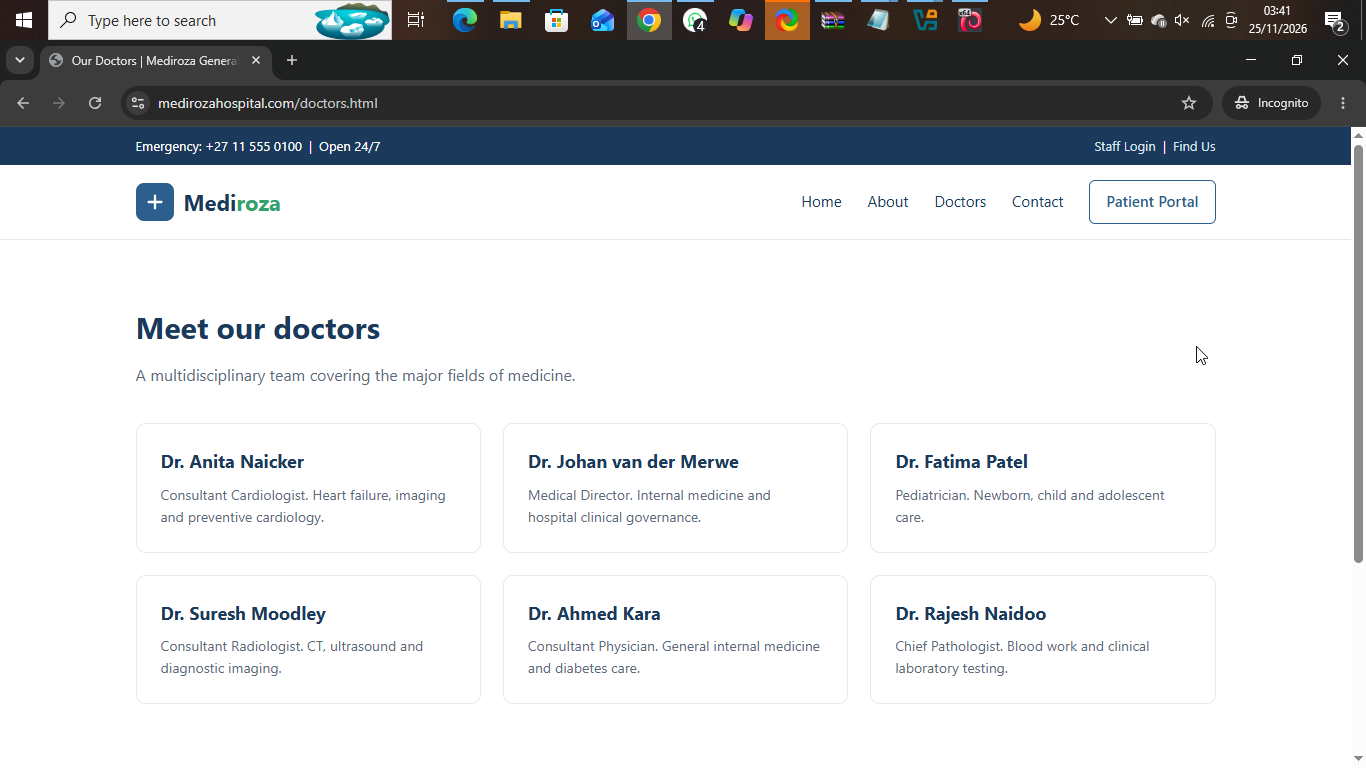 Type here to search
4
25°C
03:41
25/11/2026
2
Our Doctors | Mediroza Genera
medirozahospital.com/doctors.html
Incognito
Emergency: +27 11 555 0100 | Open 24/7
Staff Login | Find Us
Mediroza
Home About Doctors Contact Patient Portal
Meet our doctors
A multidisciplinary team covering the major fields of medicine.
Dr. Anita Naicker
Consultant Cardiologist. Heart failure, imaging
and preventive cardiology.
Dr. Johan van der Merwe
Medical Director. Internal medicine and
hospital clinical governance.
Dr. Fatima Patel
Pediatrician. Newborn, child and adolescent
care.
Dr. Suresh Moodley
Consultant Radiologist. CT, ultrasound and
diagnostic imaging.
Dr. Ahmed Kara
Consultant Physician. General internal medicine
and diabetes care.
Dr. Rajesh Naidoo
Chief Pathologist. Blood work and clinical
laboratory testing.